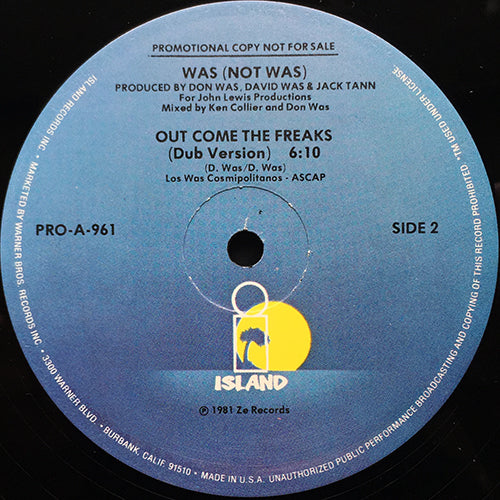 PROMOTIONAL COPY NOT FOR SALE
WAS (NOT WAS)
PRODUCED BY DON WAS, DAVID WAS & JACK TANN
For John Lewis Productions
Mixed by Ken Collier and Don Was
OUT COME THE FREAKS
(Dub Version) 6:10
(D. Was/D. Was)
Los Was Cosmipolitanos - ASCAP
PRO-A-961
SIDE 2
ISLAND
℗ 1981 Ze Records
ISLAND RECORDS INC. • MARKETED BY WARNER BROS. RECORDS INC. • 3300 WARNER BLVD. • BURBANK, CALIF. 91510 • MADE IN U.S.A. UNAUTHORIZED PUBLIC PERFORMANCE BROADCASTING AND COPYING OF THIS RECORD PROHIBITED • TM USED UNDER LICENSE.